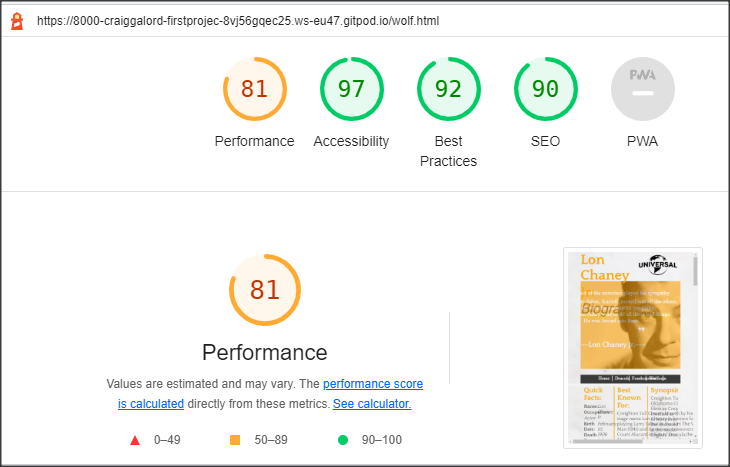 https://8000-craiggalord-firstprojec-8vj56gqec25.ws-eu47.gitpod.io/wolf.html
81
97
92
90
PWA
Performance
Accessibility
Best
Practices
SEO
PWA
81
Performance
Values are estimated and may vary. The performance score
is calculated directly from these metrics. See calculator.
0–49
50–89
90–100
Lon
Chaney
UNIVERSAL
—Lon Chaney Jr.
Quick
Facts:
Best
Known
For:
Synopsis